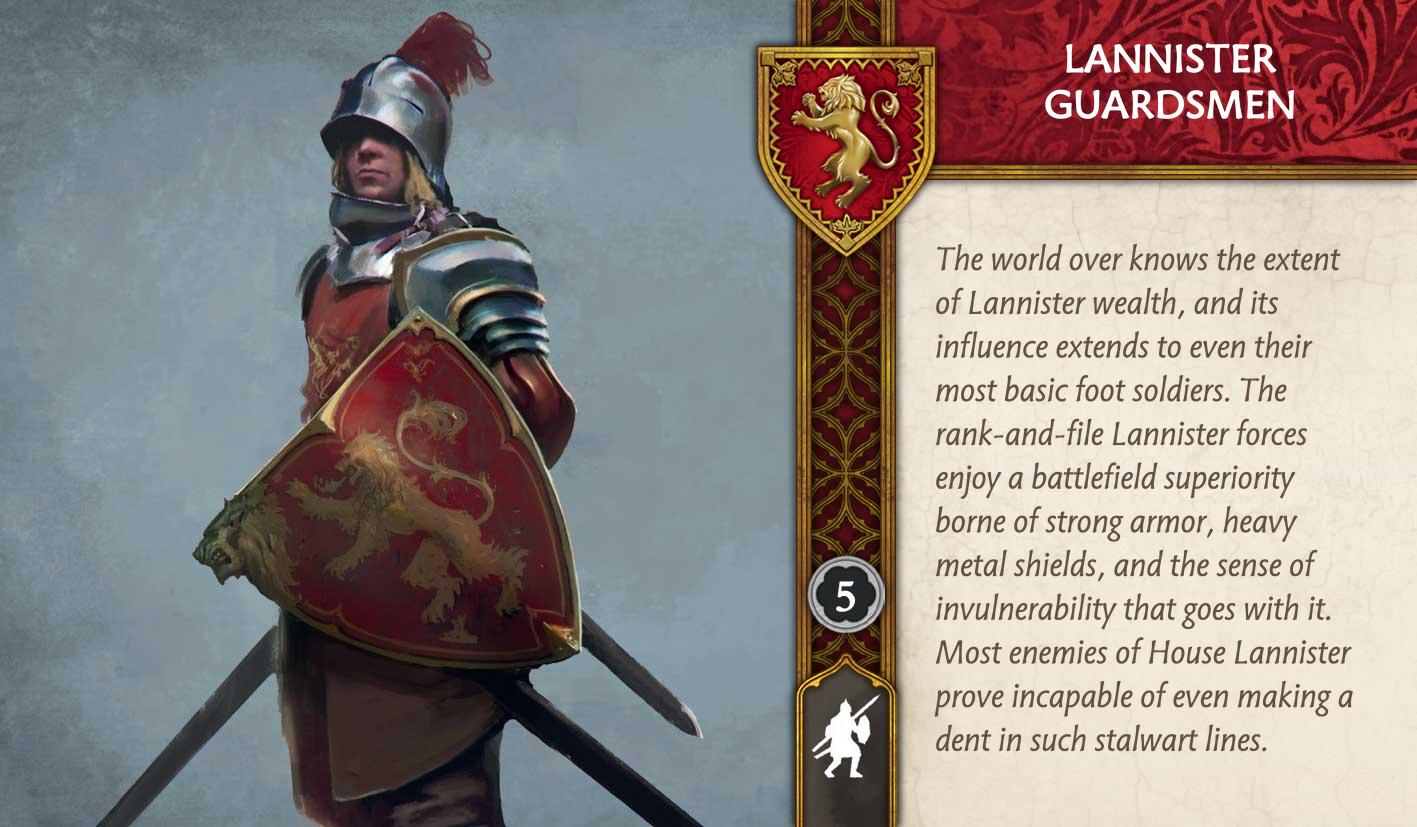 LANNISTER
GUARDSMEN
The world over knows the extent
of Lannister wealth, and its
influence extends to even their
most basic foot soldiers. The
rank-and-file Lannister forces
enjoy a battlefield superiority
borne of strong armor, heavy
metal shields, and the sense of
invulnerability that goes with it.
Most enemies of House Lannister
prove incapable of even making a
dent in such stalwart lines.
5